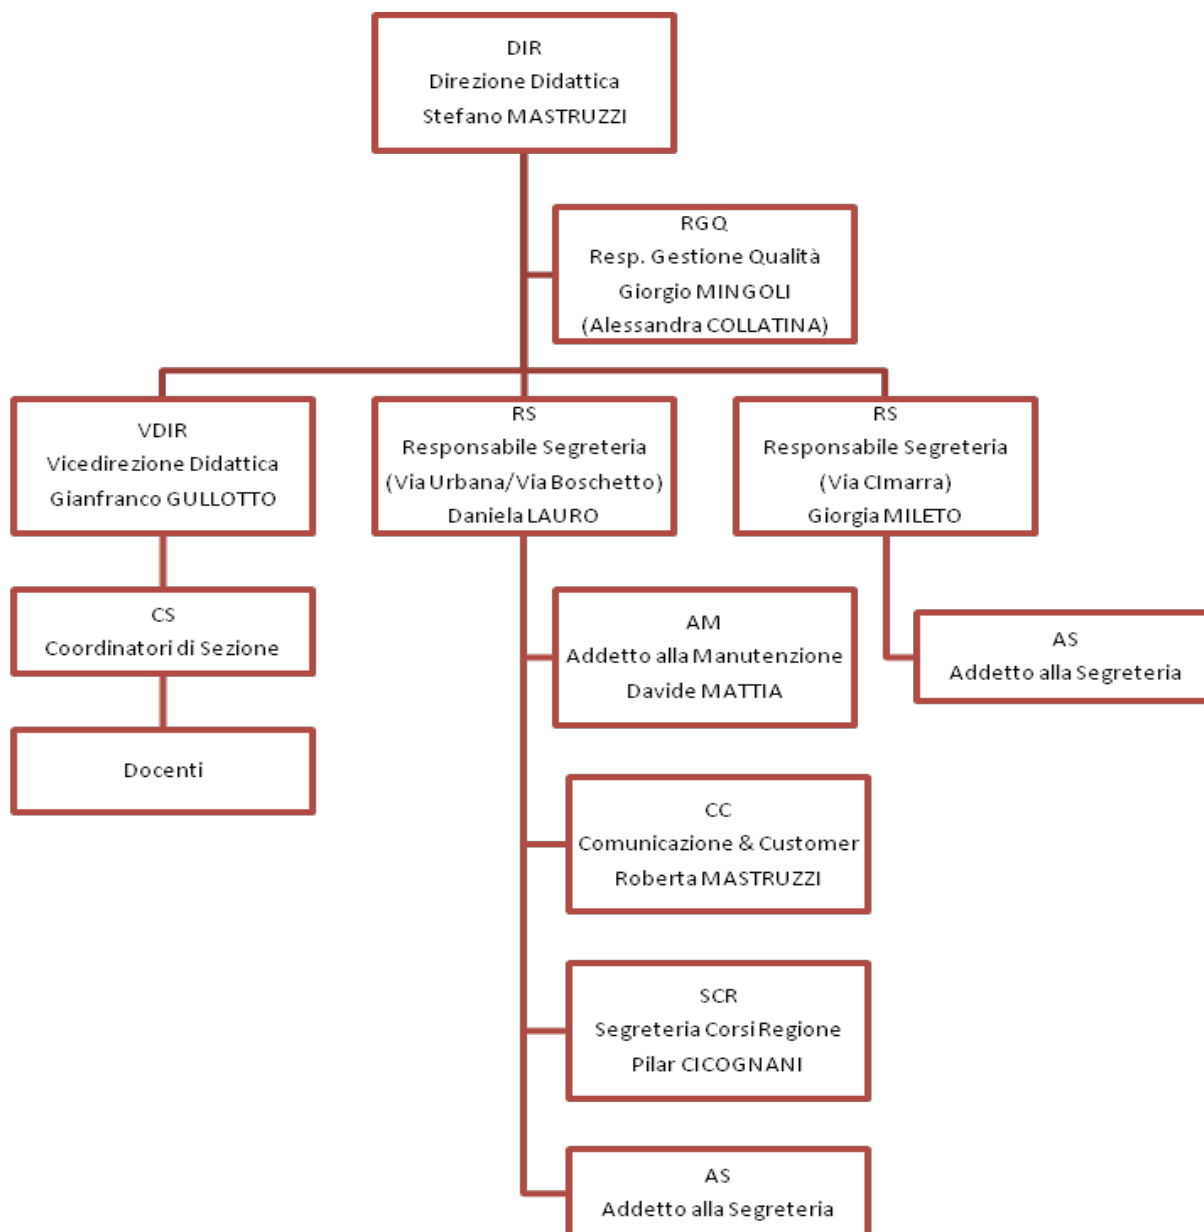 DIR
Direzione Didattica
Stefano MASTRUZZI
RGQ
Resp. Gestione Qualità
Giorgio MINGOLI
(Alessandra COLLATINA)
VDIR
Vicedirezione Didattica
Gianfranco GULLOTTO
RS
Responsabile Segreteria
(Via Urbana/Via Boschetto)
Daniela LAURO
RS
Responsabile Segreteria
(Via CImarra)
Giorgia MILETO
CS
Coordinatori di Sezione
Docenti
AM
Addetto alla Manutenzione
Davide MATTIA
CC
Comunicazione & Customer
Roberta MASTRUZZI
SCR
Segreteria Corsi Regione
Pilar CICOGNANI
AS
Addetto alla Segreteria
AS
Addetto alla Segreteria